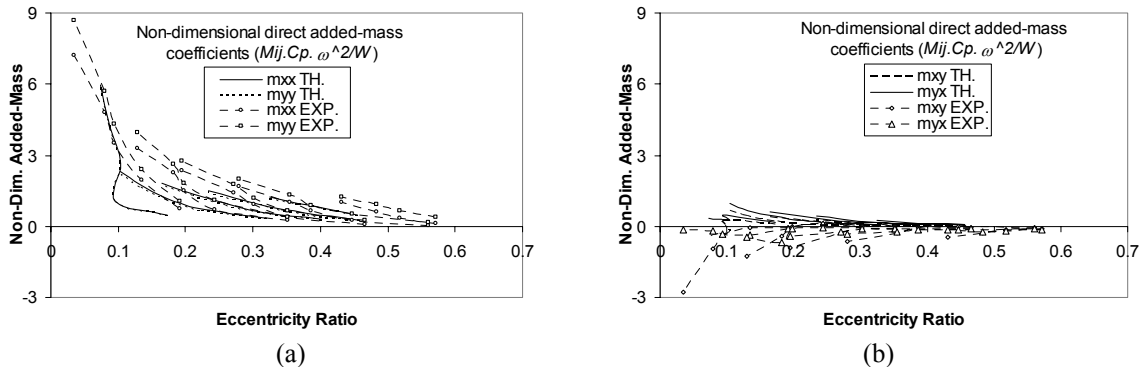 9
6
3
0
-3
Non-Dim. Added-Mass
Non-dimensional direct added-mass
coefficients (Mij.Cp. ω^2/W)
mxx TH.
myy TH.
mxx EXP.
myy EXP.
0 0.1 0.2 0.3 0.4 0.5 0.6 0.7
Eccentricity Ratio
(a)
9
6
3
0
-3
Non-Dim. Added-Mass
Non-dimensional direct added-mass
coefficients (Mij.Cp. ω^2/W)
mxy TH.
myx TH.
mxy EXP.
myx EXP.
0 0.1 0.2 0.3 0.4 0.5 0.6 0.7
Eccentricity Ratio
(b)